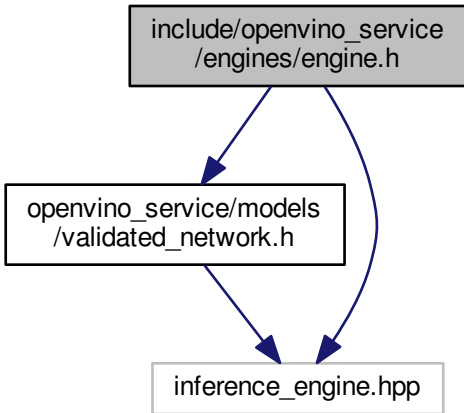 include/openvino_service
/engines/engine.h
openvino_service/models
/validated_network.h
inference_engine.hpp